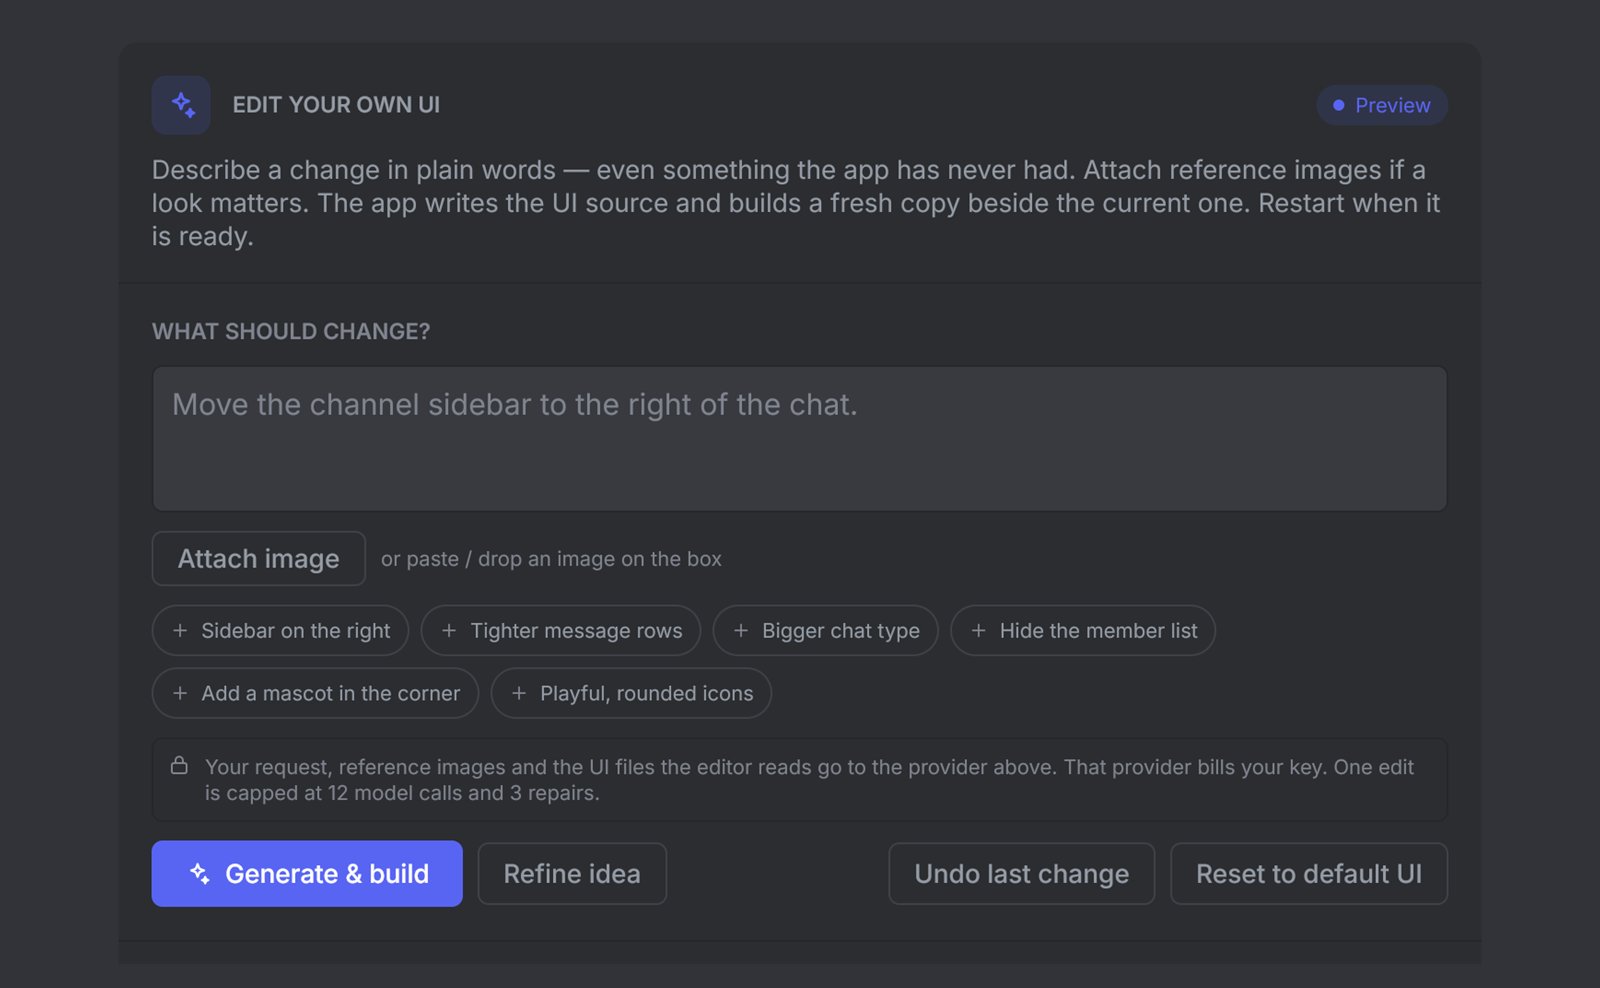 EDIT YOUR OWN UI
Preview
Describe a change in plain words — even something the app has never had. Attach reference images if a
look matters. The app writes the UI source and builds a fresh copy beside the current one. Restart when it
is ready.
WHAT SHOULD CHANGE?
Move the channel sidebar to the right of the chat.
Attach image or paste / drop an image on the box
+ Sidebar on the right + Tighter message rows + Bigger chat type + Hide the member list
+ Add a mascot in the corner + Playful, rounded icons
Your request, reference images and the UI files the editor reads go to the provider above. That provider bills your key. One edit
is capped at 12 model calls and 3 repairs.
Generate & build Refine idea Undo last change Reset to default UI